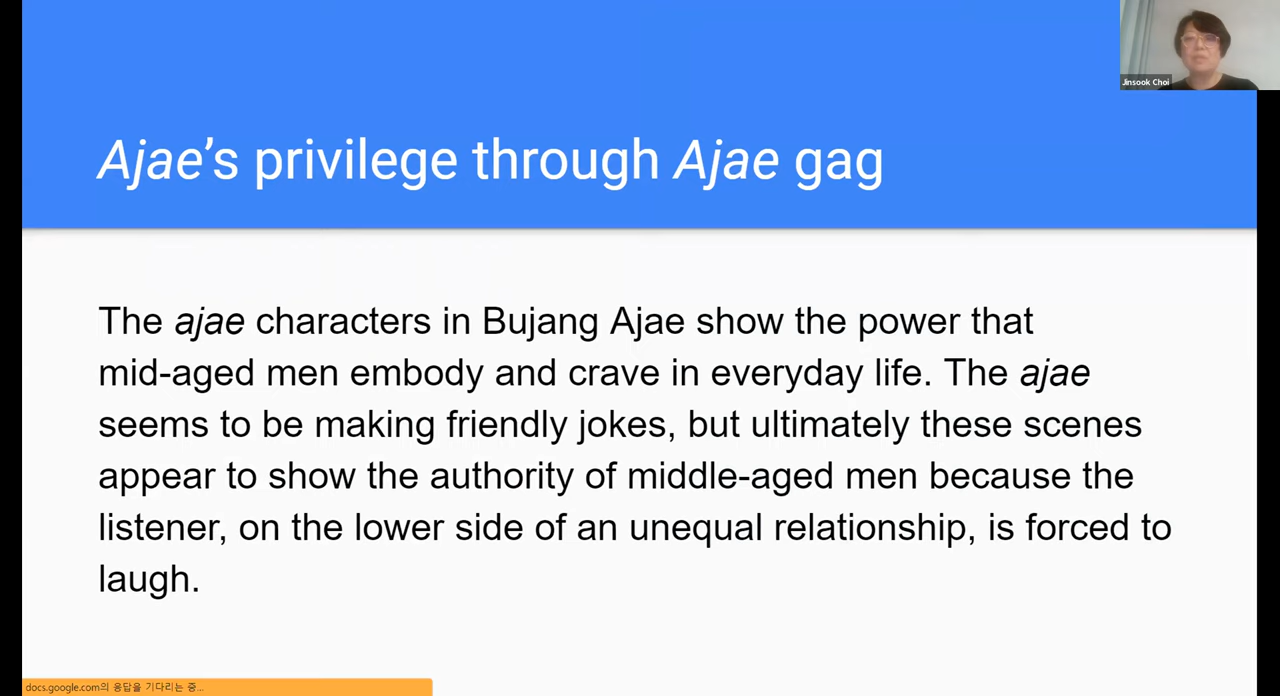 Jinsook Choi
Ajae's privilege through Ajae gag
The ajae characters in Bujang Ajae show the power that
mid-aged men embody and crave in everyday life. The ajae
seems to be making friendly jokes, but ultimately these scenes
appear to show the authority of middle-aged men because the
listener, on the lower side of an unequal relationship, is forced to
laugh.
docs.google.com의 응답을 기다리는 중...